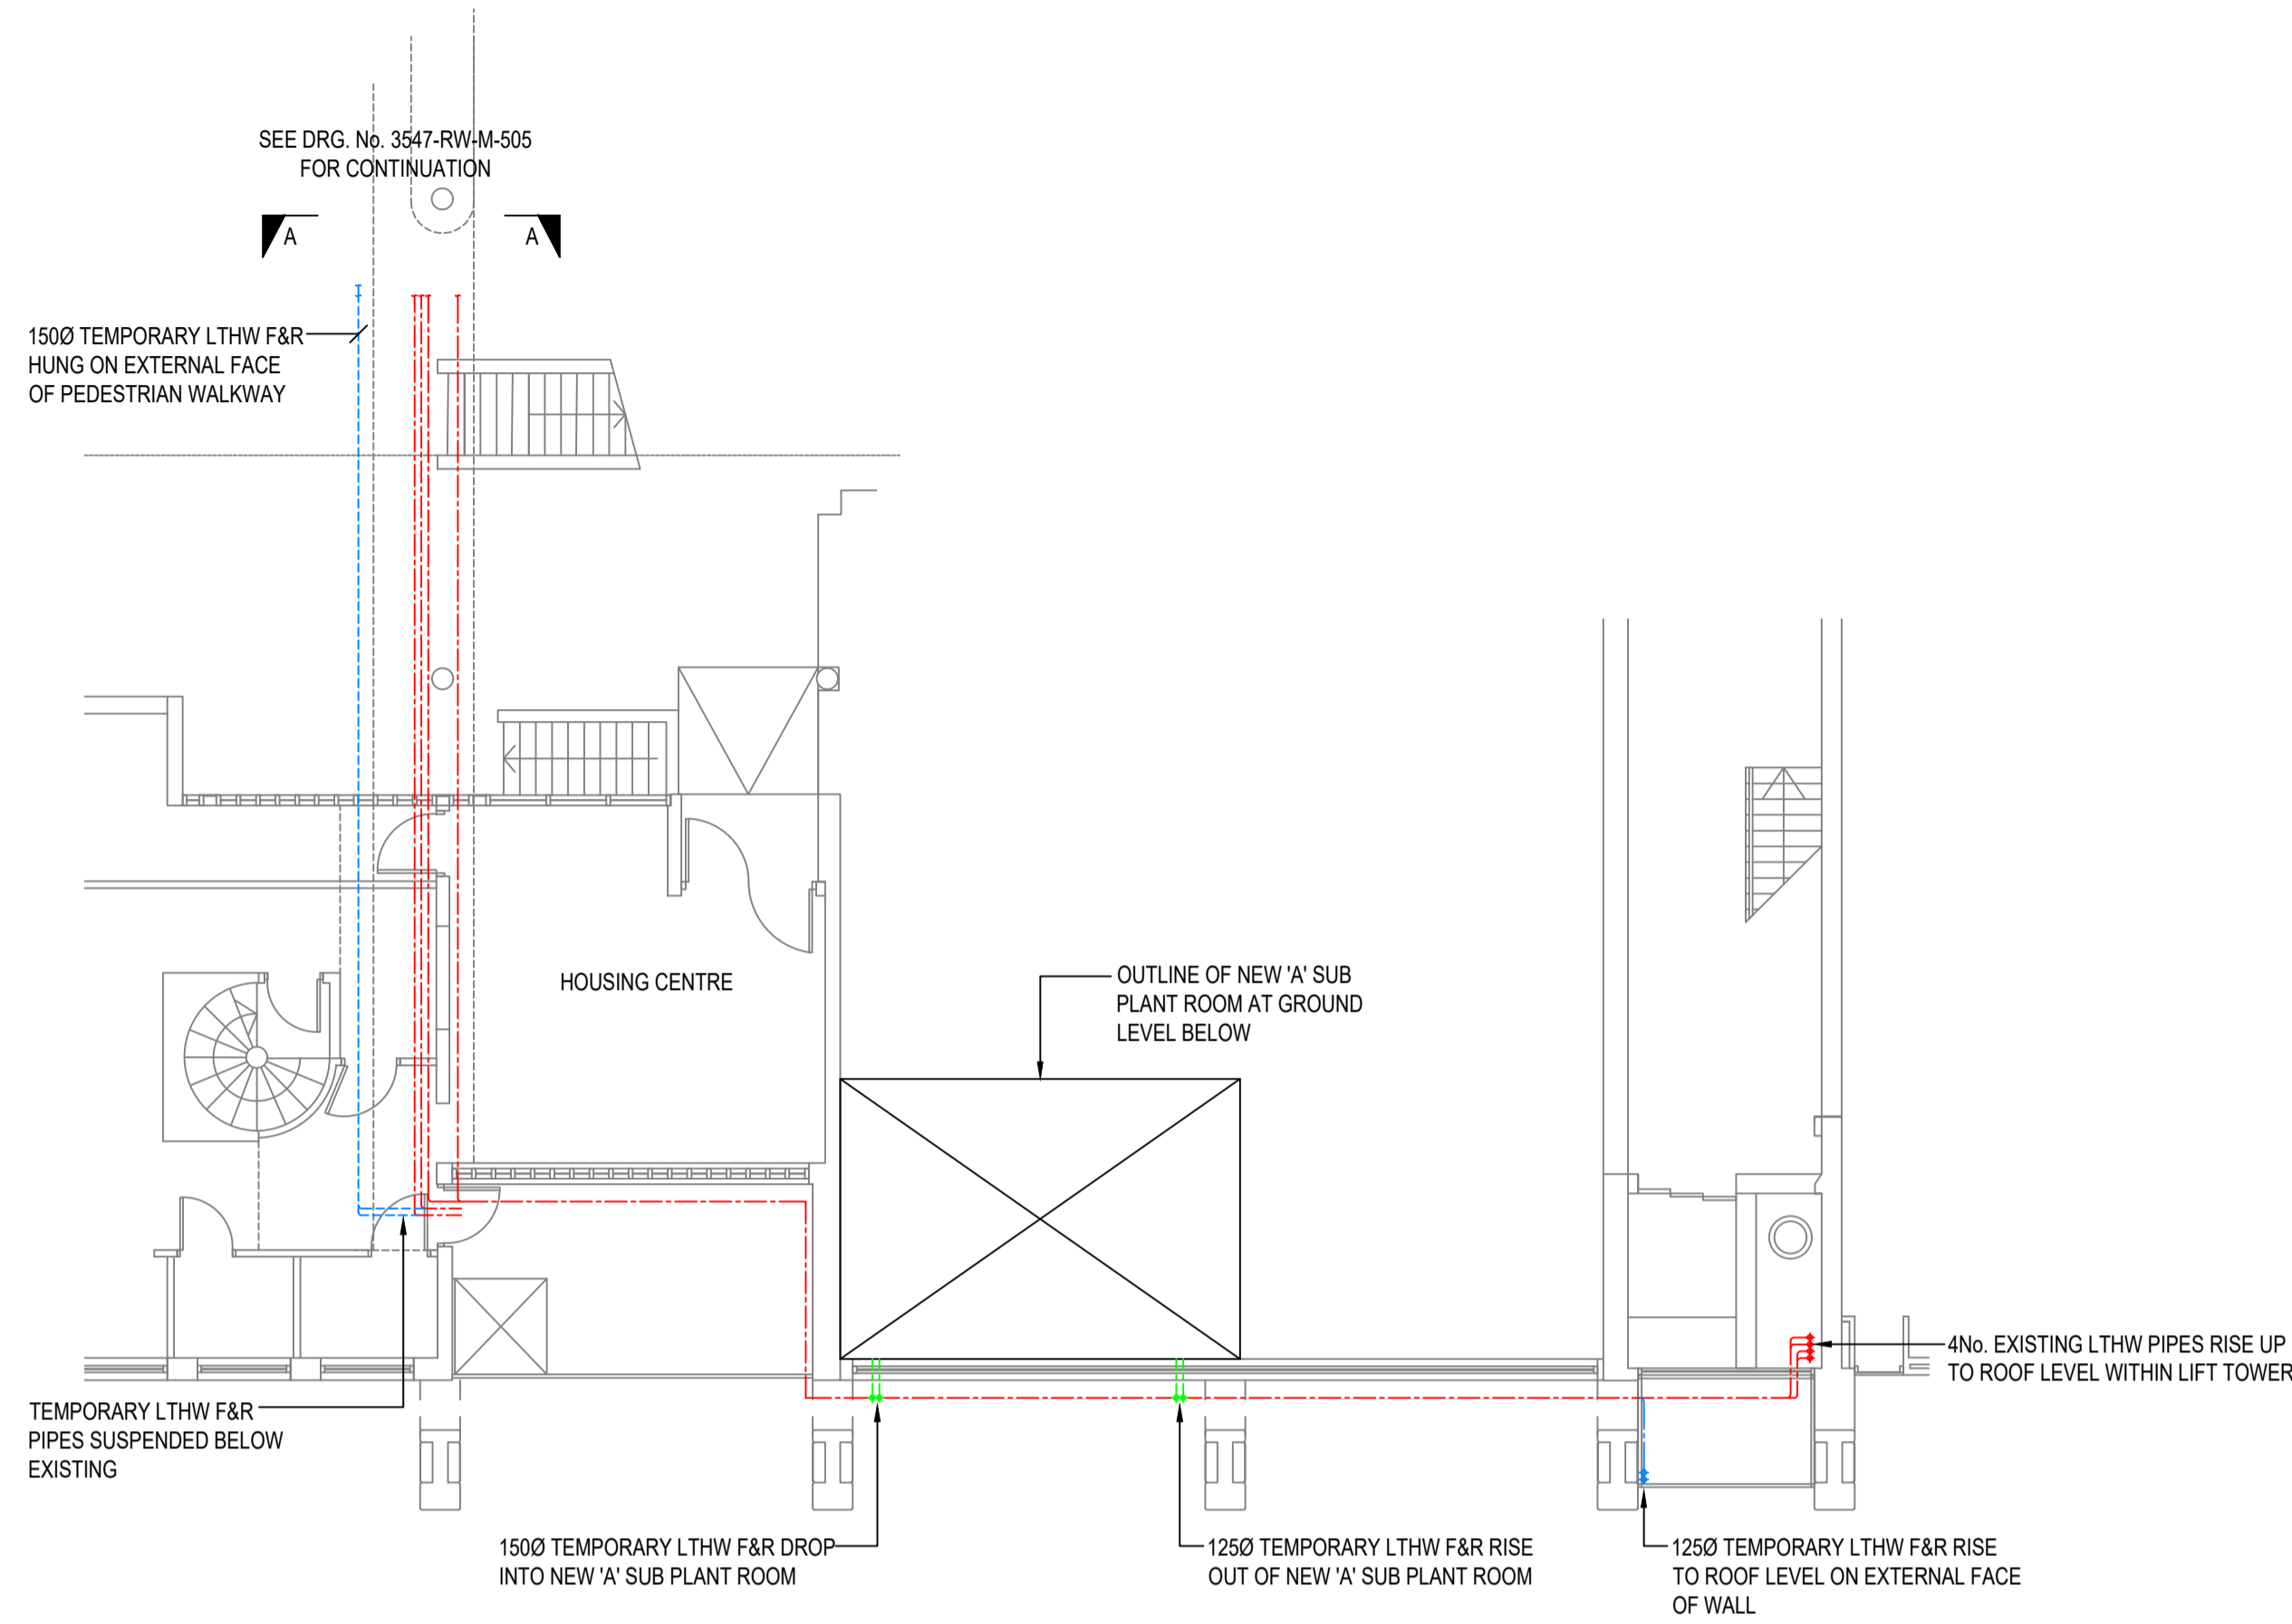 SEE DRG. No. 3547-RW-M-505
FOR CONTINUATION
A
A
150Ø TEMPORARY LTHW F&R
HUNG ON EXTERNAL FACE
OF PEDESTRIAN WALKWAY
HOUSING CENTRE
OUTLINE OF NEW 'A' SUB
PLANT ROOM AT GROUND
LEVEL BELOW
4No. EXISTING LTHW PIPES RISE UP
TO ROOF LEVEL WITHIN LIFT TOWER
TEMPORARY LTHW F&R
PIPES SUSPENDED BELOW
EXISTING
150Ø TEMPORARY LTHW F&R DROP
INTO NEW 'A' SUB PLANT ROOM
125Ø TEMPORARY LTHW F&R RISE
OUT OF NEW 'A' SUB PLANT ROOM
125Ø TEMPORARY LTHW F&R RISE
TO ROOF LEVEL ON EXTERNAL FACE
OF WALL